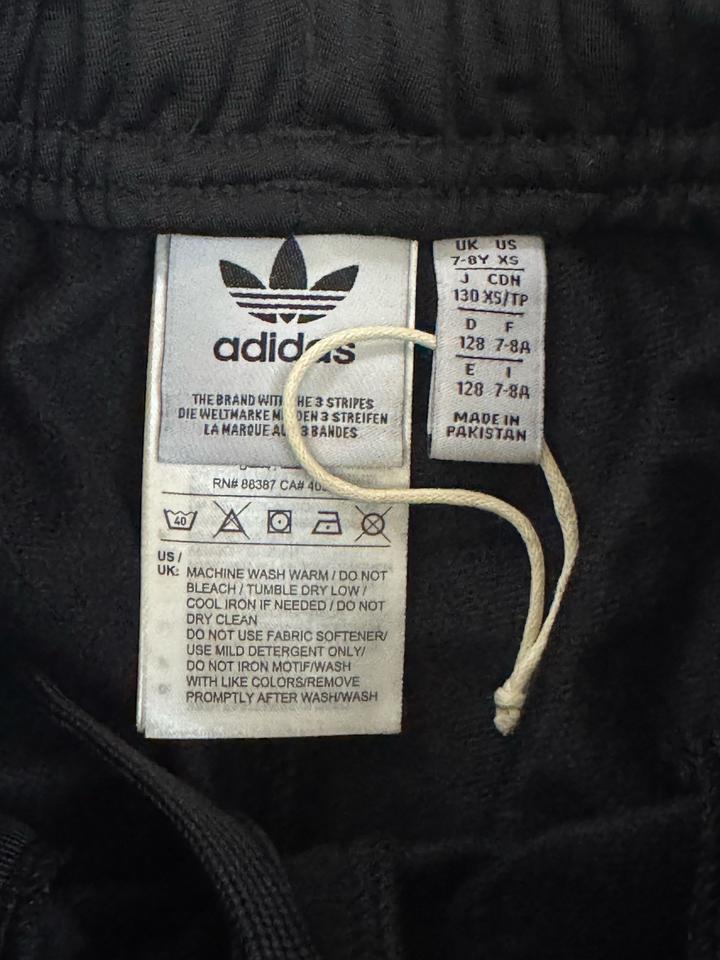 adidas
THE BRAND WITH THE 3 STRIPES
DIE WELTMARKE MIT DEN 3 STREIFEN
LA MARQUE AUX 3 BANDES
RN# 88387 CA#
40
US /
UK: MACHINE WASH WARM / DO NOT
BLEACH / TUMBLE DRY LOW /
COOL IRON IF NEEDED / DO NOT
DRY CLEAN
DO NOT USE FABRIC SOFTENER/
USE MILD DETERGENT ONLY/
DO NOT IRON MOTIF/WASH
WITH LIKE COLORS/REMOVE
PROMPTLY AFTER WASH/WASH
UK US
7-8Y XS
J CDN
130 XS/TP
D F
128 7-8A
E I
128 7-8A
MADE IN
PAKISTAN